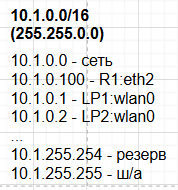 10.1.0.0/16
(255.255.0.0)
10.1.0.0 - сеть
10.1.0.100 - R1:eth2
10.1.0.1 - LP1:wlan0
10.1.0.2 - LP2:wlan0
...
10.1.255.254 - резерв
10.1.255.255 - ш/а